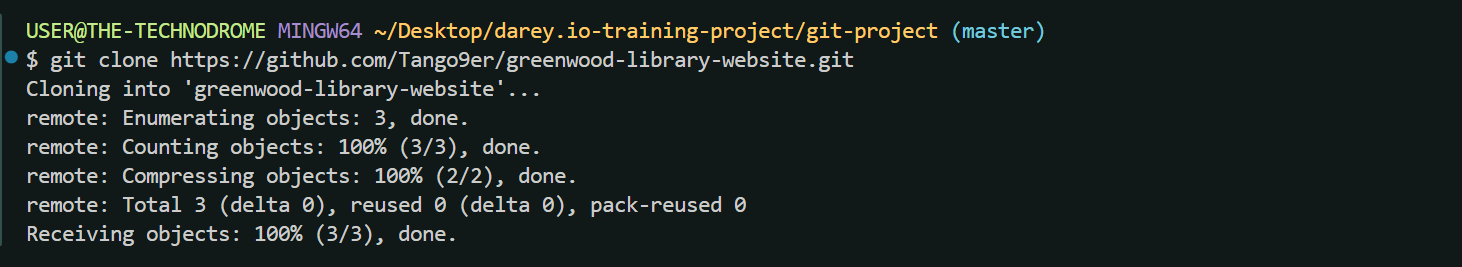 USER@THE-TECHNODROME MINGW64 ~/Desktop/darey.io-training-project/git-project (master)
$ git clone https://github.com/Tango9er/greenwood-library-website.git
Cloning into 'greenwood-library-website'...
remote: Enumerating objects: 3, done.
remote: Counting objects: 100% (3/3), done.
remote: Compressing objects: 100% (2/2), done.
remote: Total 3 (delta 0), reused 0 (delta 0), pack-reused 0
Receiving objects: 100% (3/3), done.